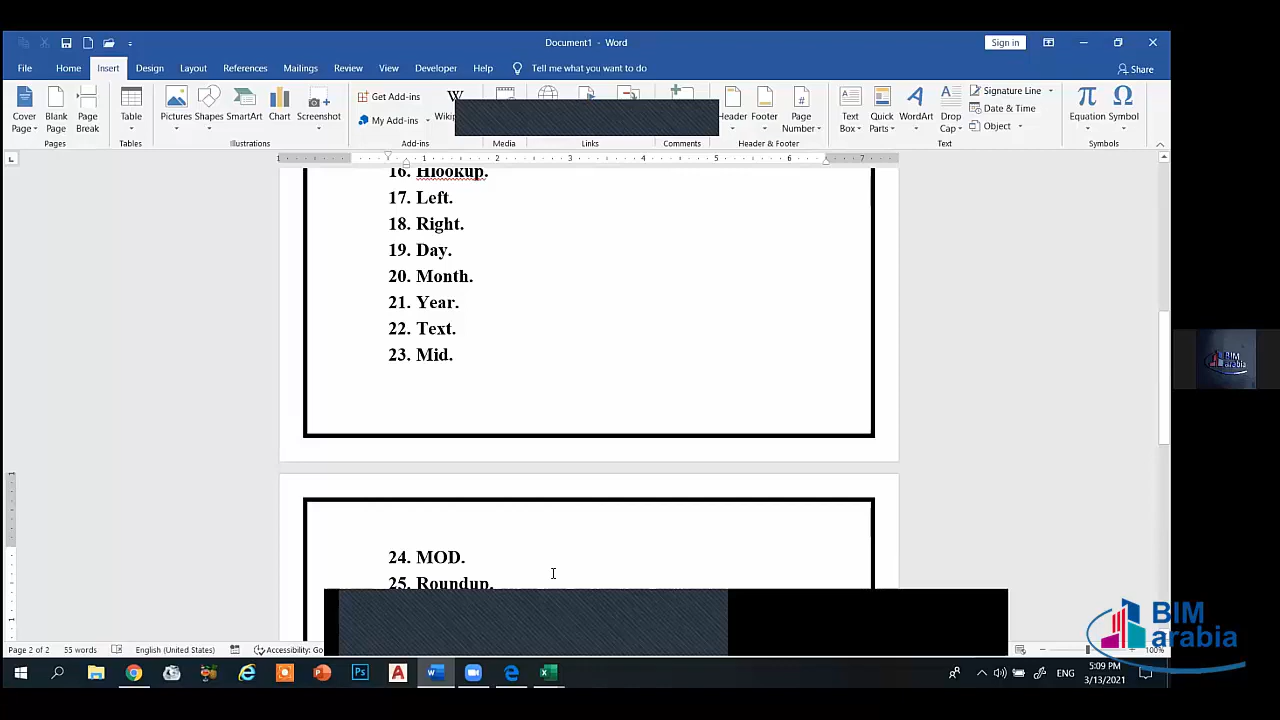 Document1 - Word
Sign in
File Home Insert Design Layout References Mailings Review View Developer Help Tell me what you want to do
Share
Cover Page
Blank Page
Page Break
Pages
Table
Tables
Pictures
Shapes
SmartArt
Chart
Screenshot
Illustrations
Get Add-ins
My Add-ins
Add-ins
Media
Links
Comments
Footer
Page Number
Header & Footer
Text Box
Quick Parts
WordArt
Drop Cap
Signature Line
Date & Time
Object
Text
Equation
Symbol
Symbols
16. Hlookup.
17. Left.
18. Right.
19. Day.
20. Month.
21. Year.
22. Text.
23. Mid.
24. MOD.
25. Roundup.
BIM
arabia
BIM
arabia
Page 2 of 2 55 words English (United States) Accessibility: Go
100%
ENG
5:09 PM
3/13/2021